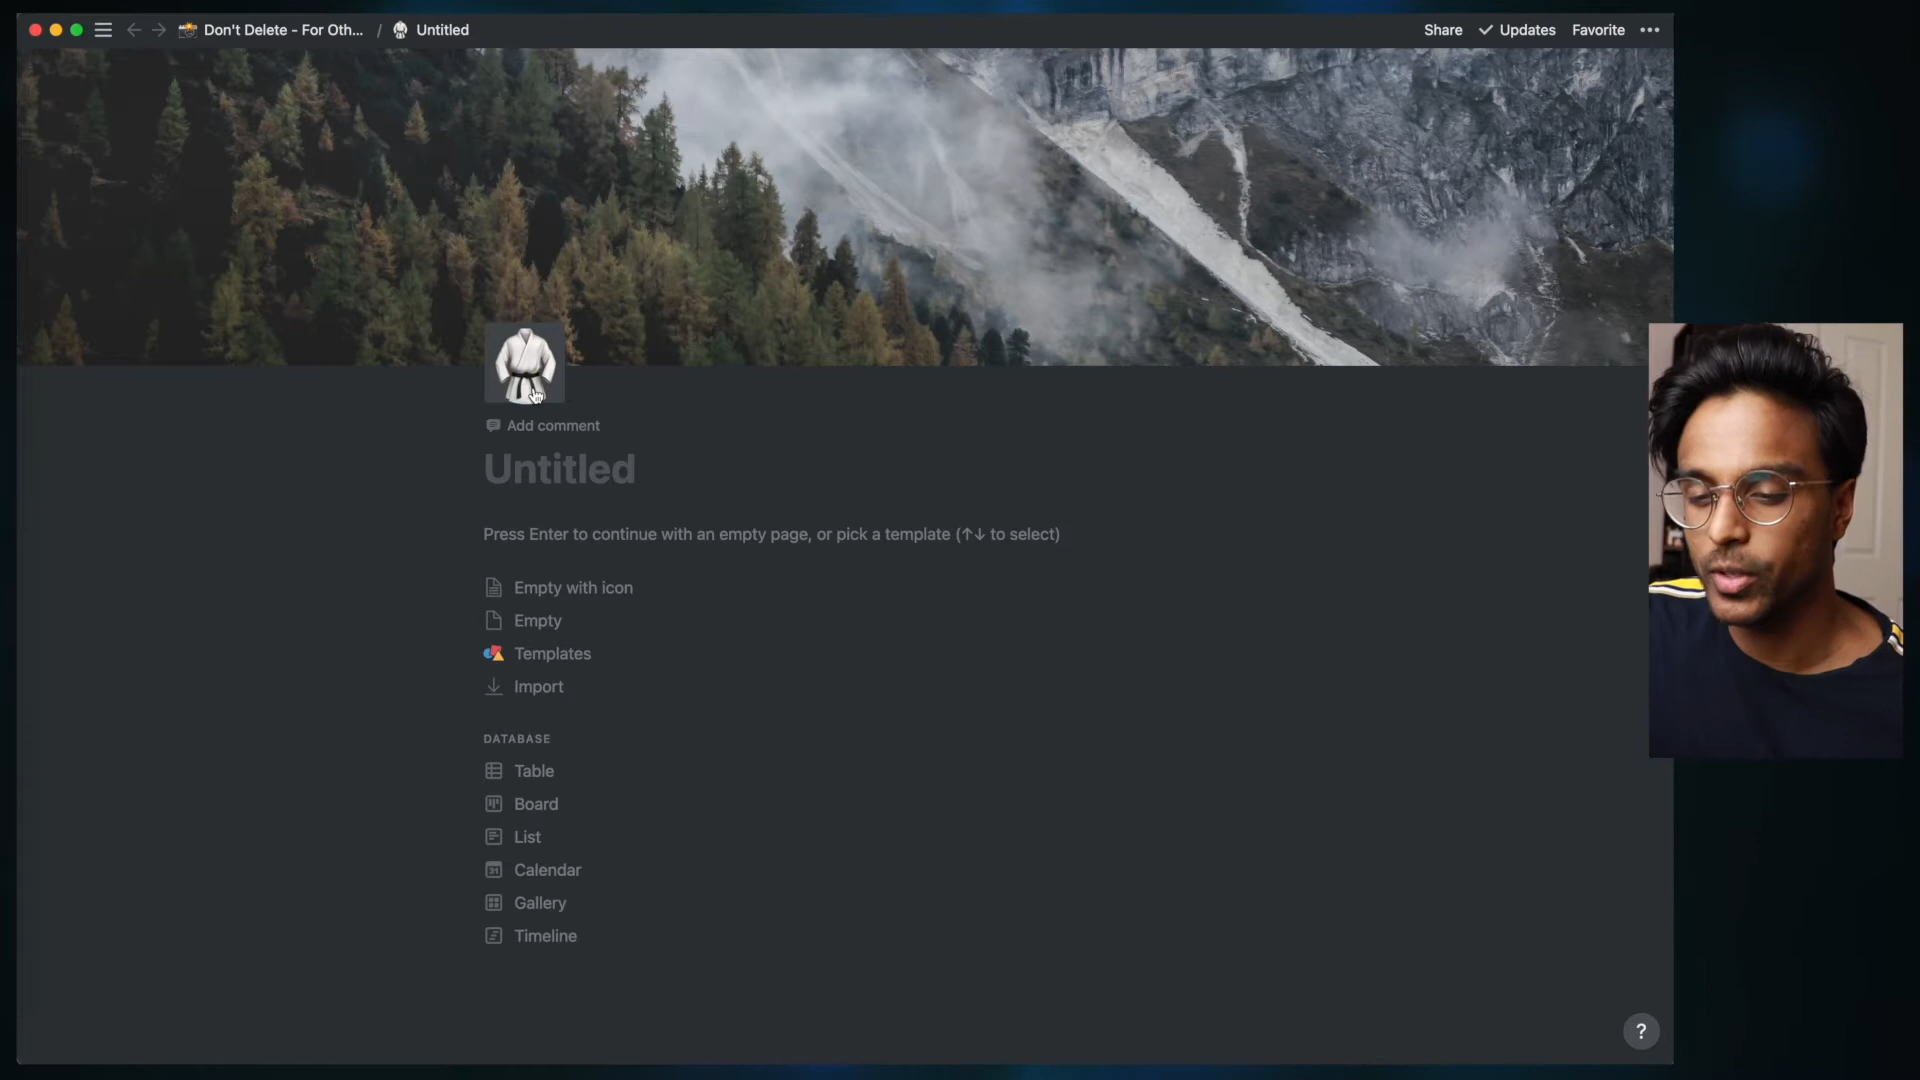 Don't Delete - For Oth... / Untitled
Share Updates Favorite •••
Add comment
Untitled
Press Enter to continue with an empty page, or pick a template (↑↓ to select)
Empty with icon
Empty
Templates
Import
DATABASE
Table
Board
List
31 Calendar
Gallery
Timeline
?